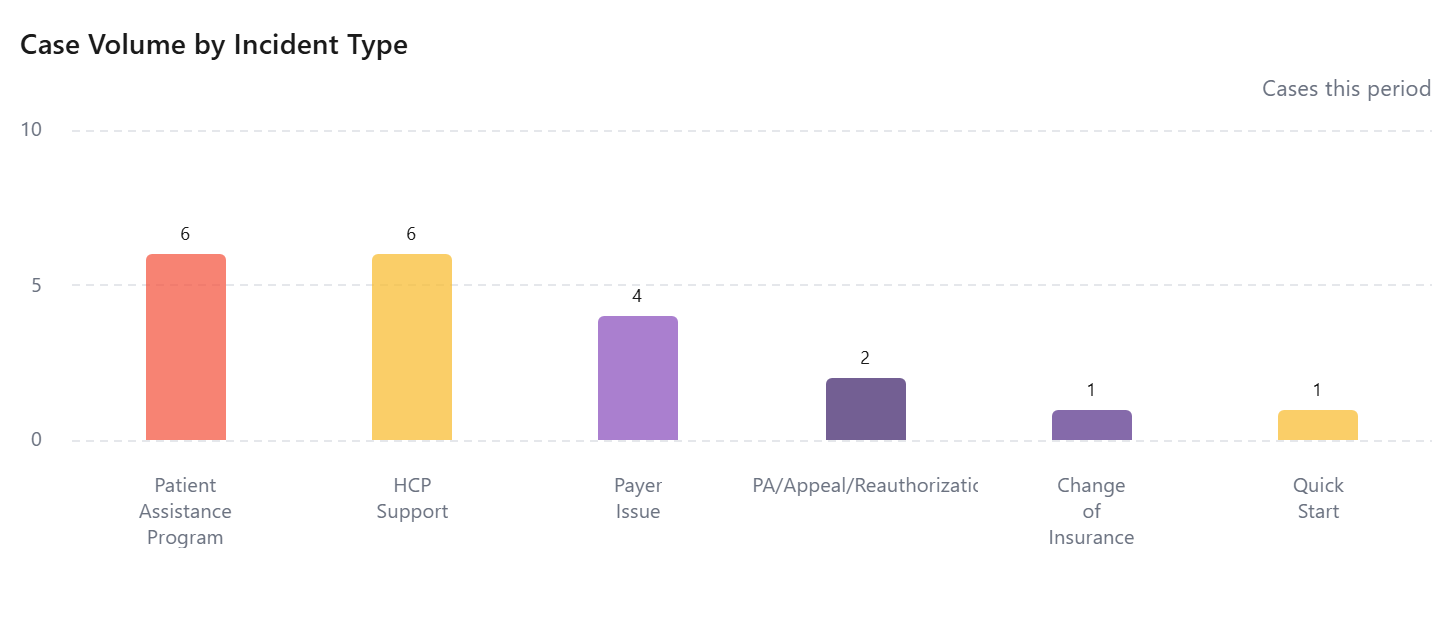 Case Volume by Incident Type
Cases this period
10
5
0
6
6
4
2
1
1
Patient
Assistance
Program
HCP
Support
Payer
Issue
PA/Appeal/Reauthorizatic
Change
of
Insurance
Quick
Start